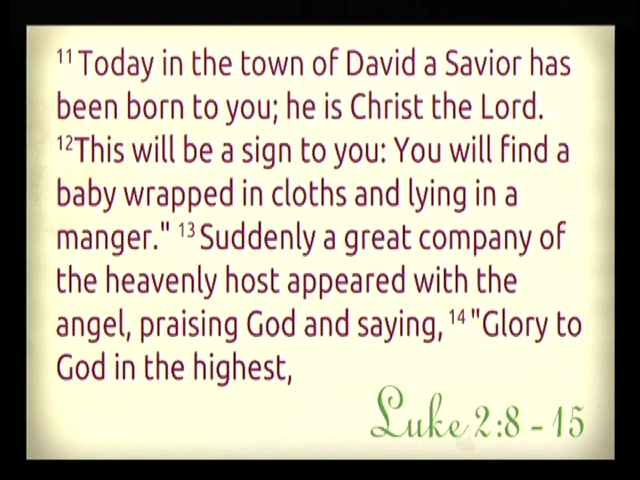 11 Today in the town of David a Savior has
been born to you; he is Christ the Lord.
12This will be a sign to you: You will find a
baby wrapped in cloths and lying in a
manger." 13 Suddenly a great company of
the heavenly host appeared with the
angel, praising God and saying, 14 "Glory to
God in the highest,
Luke 2:8 - 15